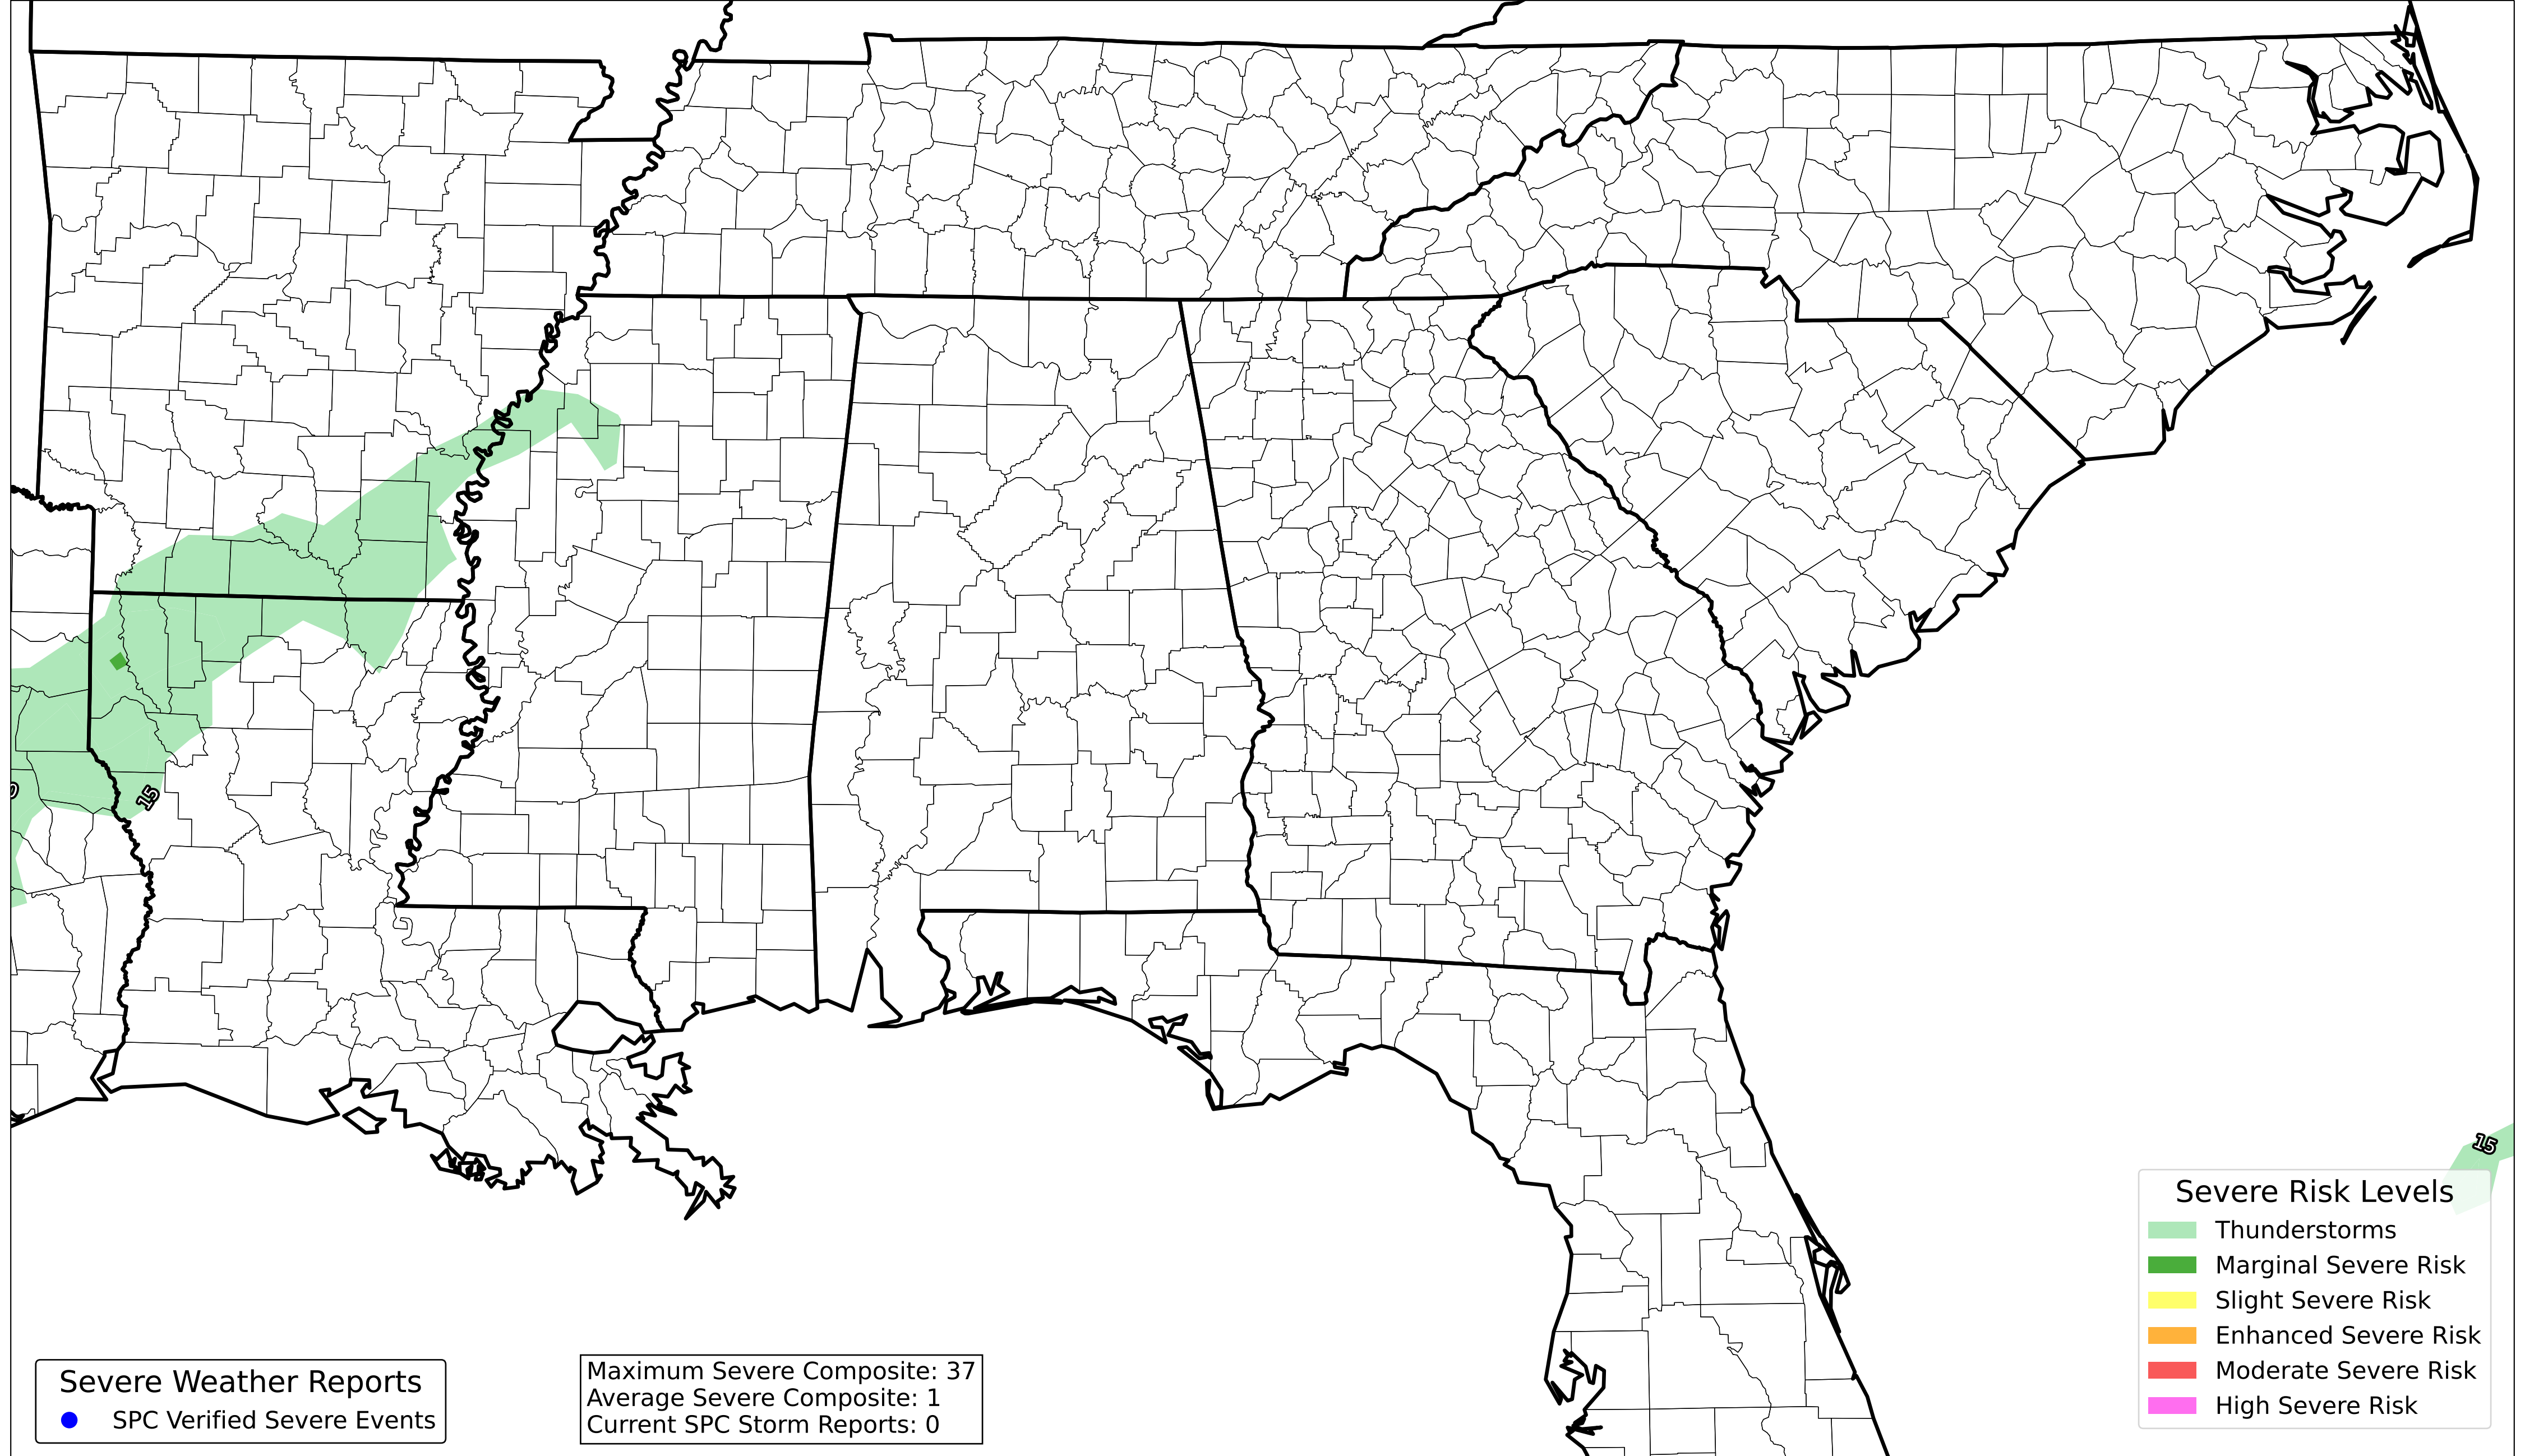 15
15
Severe Risk Levels
Thunderstorms
Marginal Severe Risk
Slight Severe Risk
Enhanced Severe Risk
Moderate Severe Risk
High Severe Risk
Severe Weather Reports
SPC Verified Severe Events
Maximum Severe Composite: 37
Average Severe Composite: 1
Current SPC Storm Reports: 0